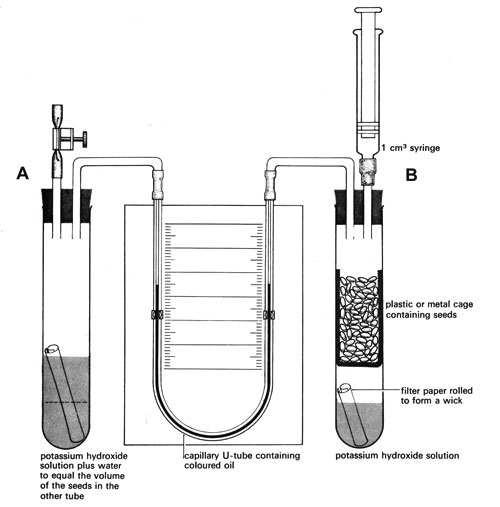 1 cm³ syringe
A
B
plastic or metal cage
containing seeds
filter paper rolled
to form a wick
potassium hydroxide
solution plus water
to equal the volume
of the seeds in the
other tube
capillary U-tube containing
coloured oil
potassium hydroxide solution